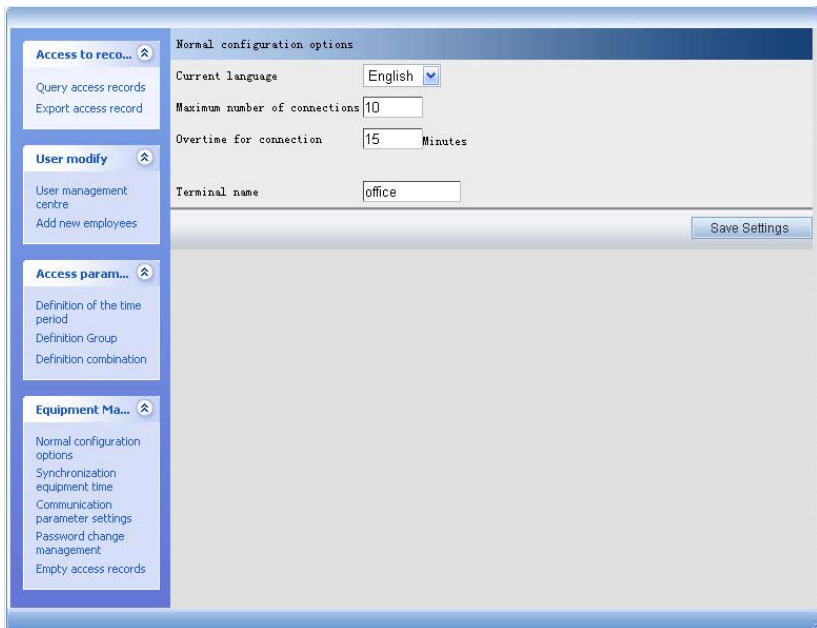 Access to reco...
Query access records
Export access record
User modify
User management
centre
Add new employees
Access param...
Definition of the time
period
Definition Group
Definition combination
Equipment Ma...
Normal configuration
options
Synchronization
equipment time
Communication
parameter settings
Password change
management
Empty access records
Normal configuration options
Current language English
Maximum number of connections 10
Overtime for connection 15 Minutes
Terminal name office
Save Settings